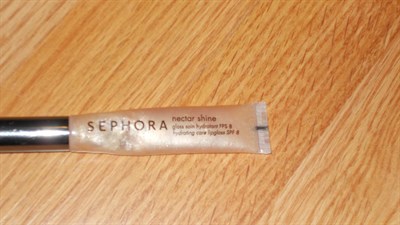 SEPHORA
nectar shine
gloss soin hydratant FPS 8
hydrating care lipgloss SPF 8